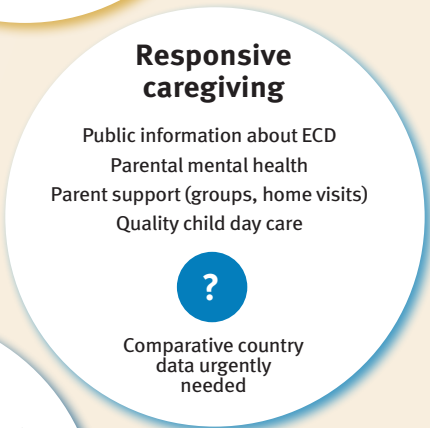 Responsive
caregiving
Public information about ECD
Parental mental health
Parent support (groups, home visits)
Quality child day care
?
Comparative country
data urgently
needed